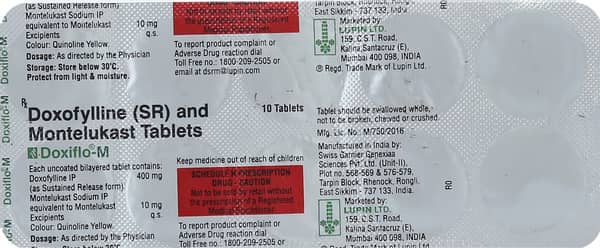 (as Sustained Release form)
Montelukast Sodium IP
equivalent to Montelukast 10 mg
Excipients q.s.
Colour: Quinoline Yellow.
Dosage: As directed by the Physician
Storage: Store below 30°C.
Protect from light & moisture.
To report product complaint or
Adverse Drug reaction dial
Toll Free no.: 1800-209-2505 or
email at dsrm@lupin.com
East Sikkim - 737 133, India.
Marketed by:
LUPIN LTD.
159, C.S.T. Road,
Kalina, Santacruz (E),
Mumbai 400 098, INDIA
® Regd. Trade Mark of Lupin Ltd.
Doxiflo®-M
Rx
Doxofylline (SR) and
Montelukast Tablets
10 Tablets
Doxiflo®-M
Each uncoated bilayered tablet contains:
Doxofylline IP 400 mg
(as Sustained Release form)
Montelukast Sodium IP
equivalent to Montelukast 10 mg
Excipients q.s.
Colour: Quinoline Yellow
Dosage: As directed by the Physician
Keep medicine out of reach of children
SCHEDULE H PRESCRIPTION
DRUG - CAUTION
Not to be sold by retail without
the prescription of a Registered
Medical Practitioner.
To report product complaint or
Adverse Drug reaction dial
Toll Free no.: 1800-209-2505 or
Tablet should be swallowed whole,
not to be broken, chewed or crushed.
Mfg. Lic. No.: M/750/2016
Manufactured in India by:
Swiss Garnier Genexiaa
Sciences Pvt. Ltd. (Unit-II),
Plot no. 568-569 & 576-579,
Tarpin Block, Rhenock, Rongli,
East Sikkim - 737 133, India.
Marketed by:
LUPIN LTD.
159, C.S.T. Road,
Kalina Santacruz (E),
Mumbai 400 098, INDIA
RD
RD